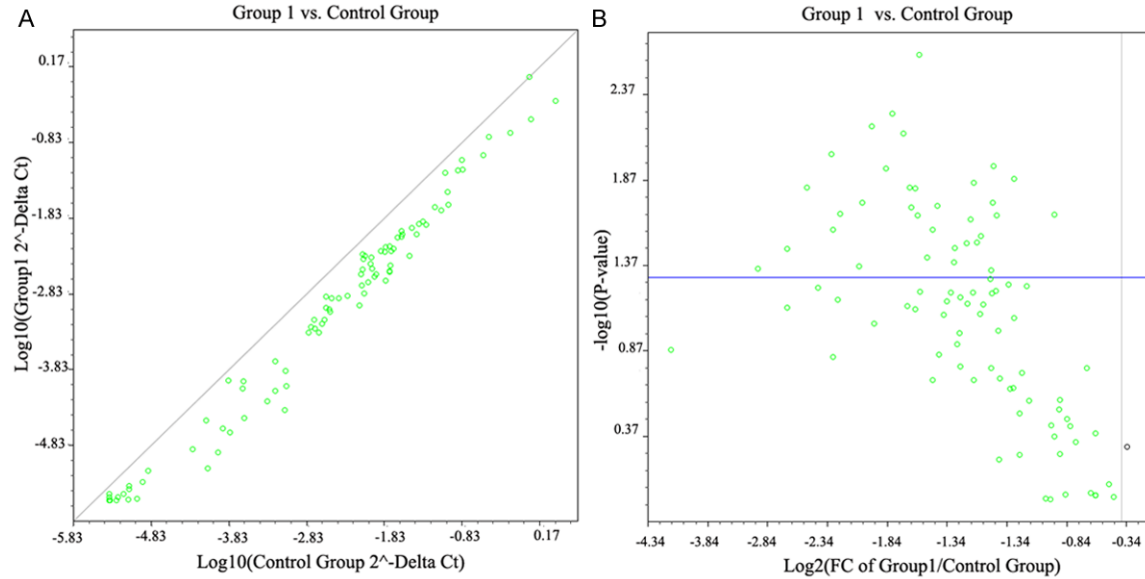 A
Group 1 vs. Control Group
Log10(Group1 2^-Delta Ct)
0.17
-0.83
-1.83
-2.83
-3.83
-4.83
-5.83 -4.83 -3.83 -2.83 -1.83 -0.83 0.17
Log10(Control Group 2^-Delta Ct)
B
Group 1 vs. Control Group
-log10(P-value)
2.37
1.87
1.37
0.87
0.37
-4.34 -3.34 -2.84 -2.34 -1.84 -1.34 -1.34 -0.84 -0.34
Log2(FC of Group1/Control Group)